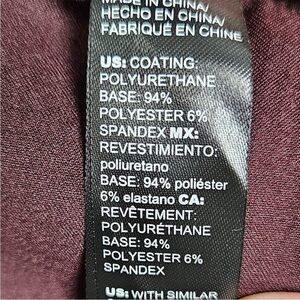 MADE IN CHINA/
HECHO EN CHINA/
FABRIQUÉ EN CHINE
US: COATING:
POLYURETHANE
BASE: 94%
POLYESTER 6%
SPANDEX MX:
REVESTIMIENTO:
poliuretano
BASE: 94% poliéster
6% elastano CA:
REVÊTEMENT:
POLYURÉTHANE
BASE: 94%
POLYESTER 6%
SPANDEX
US: WITH SIMILAR